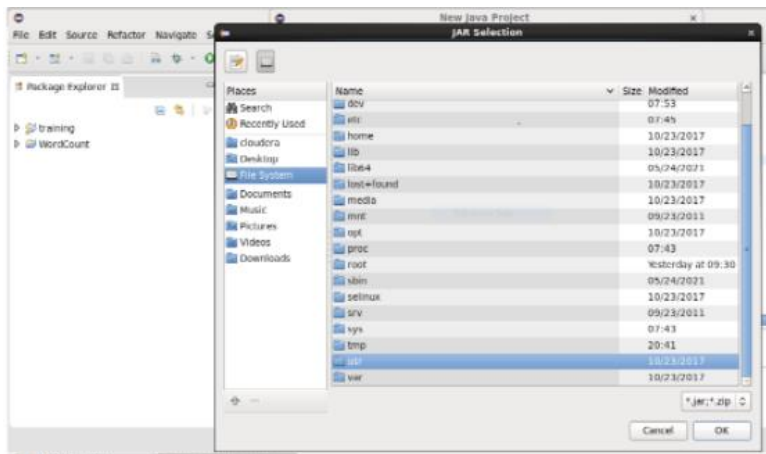 New Java Project
File Edit Source Refactor Navigate
JAR Selection
Package Explorer
training
WordCount
Places
Search
Recently Used
cloudera
Desktop
File System
Documents
Music
Pictures
Videos
Downloads
Name Size Modified
dev 07:53
etc 07:45
home 10/23/2017
lib 10/23/2017
lib64 05/24/2021
lost+found 10/23/2017
media 10/23/2017
mnt 09/23/2011
opt 10/23/2017
proc 07:43
root Yesterday at 09:30
sbin 05/24/2021
selinux 10/23/2017
srv 09/23/2011
sys 07:43
tmp 20:41
usr 10/23/2017
var 10/23/2017
*.jar;*.zip
Cancel OK